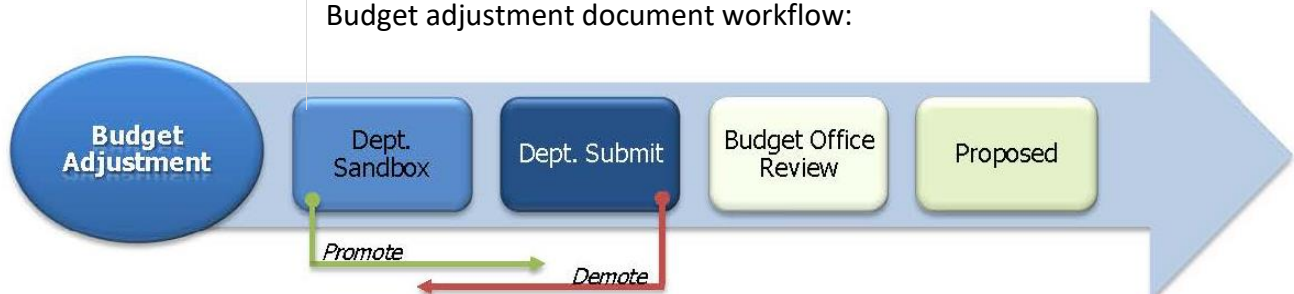 Budget adjustment document workflow:
Budget
Adjustment
Dept.
Sandbox
Dept. Submit
Budget Office
Review
Proposed
Promote
Demote